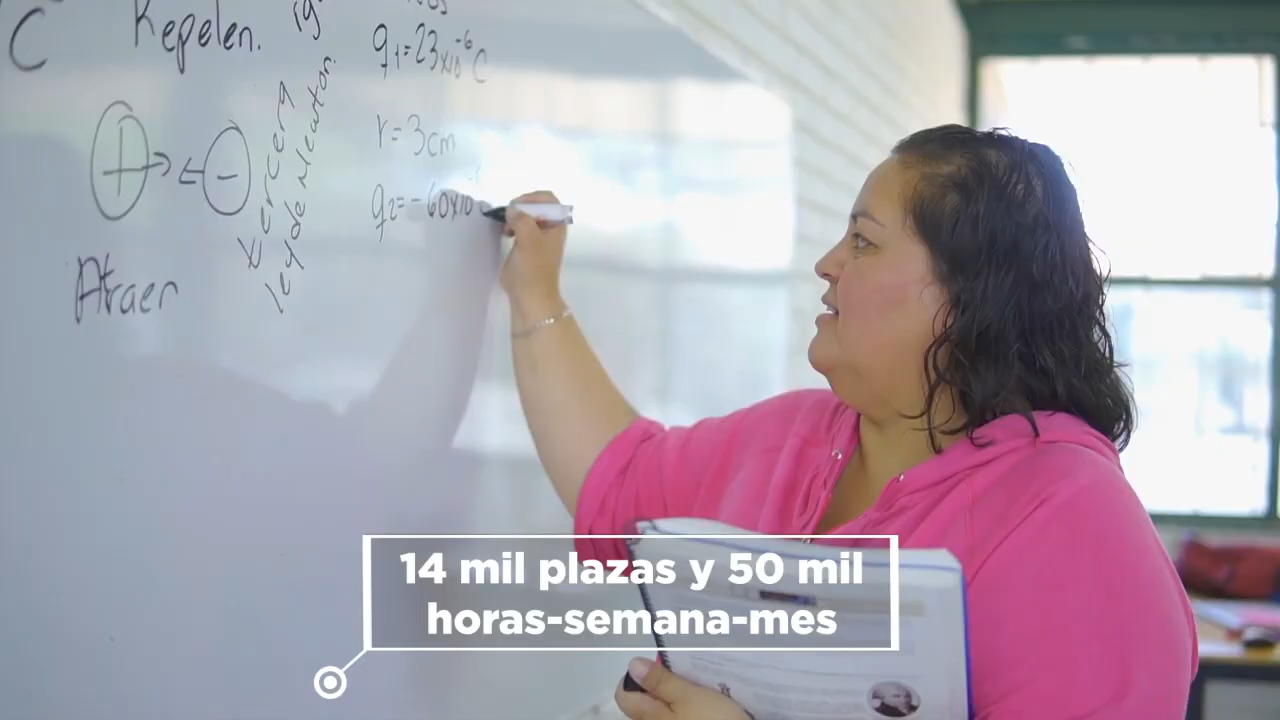 C
Repelen.
q1=23x10-6 C
r=3cm
q2=-60x10
+
-
Atraer
tercera
ley de Newton.
14 mil plazas y 50 mil
horas-semana-mes